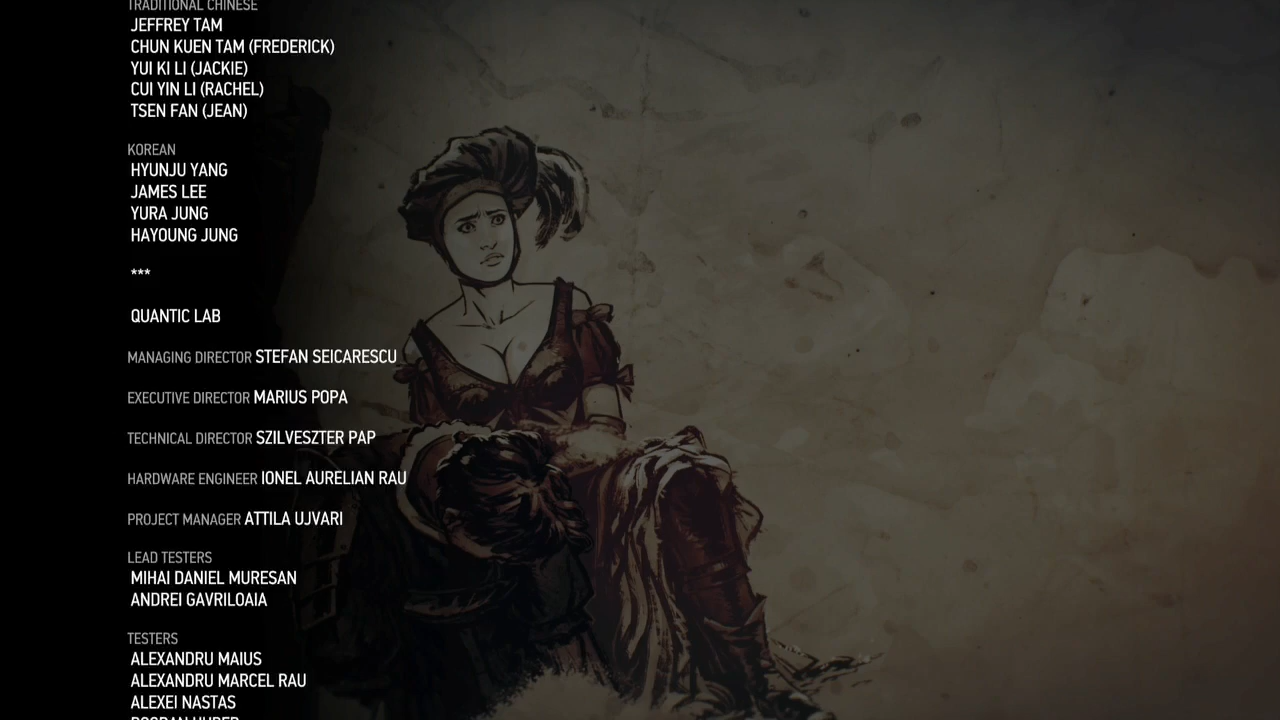 TRADITIONAL CHINESE
JEFFREY TAM
CHUN KUEN TAM (FREDERICK)
YUI KI LI (JACKIE)
CUI YIN LI (RACHEL)
TSEN FAN (JEAN)
KOREAN
HYUNJU YANG
JAMES LEE
YURA JUNG
HAYOUNG JUNG
***
QUANTIC LAB
MANAGING DIRECTOR STEFAN SEICARESCU
EXECUTIVE DIRECTOR MARIUS POPA
TECHNICAL DIRECTOR SZILVESZTER PAP
HARDWARE ENGINEER IONEL AURELIAN RAU
PROJECT MANAGER ATTILA UJVARI
LEAD TESTERS
MIHAI DANIEL MURESAN
ANDREI GAVRILOAIA
TESTERS
ALEXANDRU MAIUS
ALEXANDRU MARCEL RAU
ALEXEI NASTAS